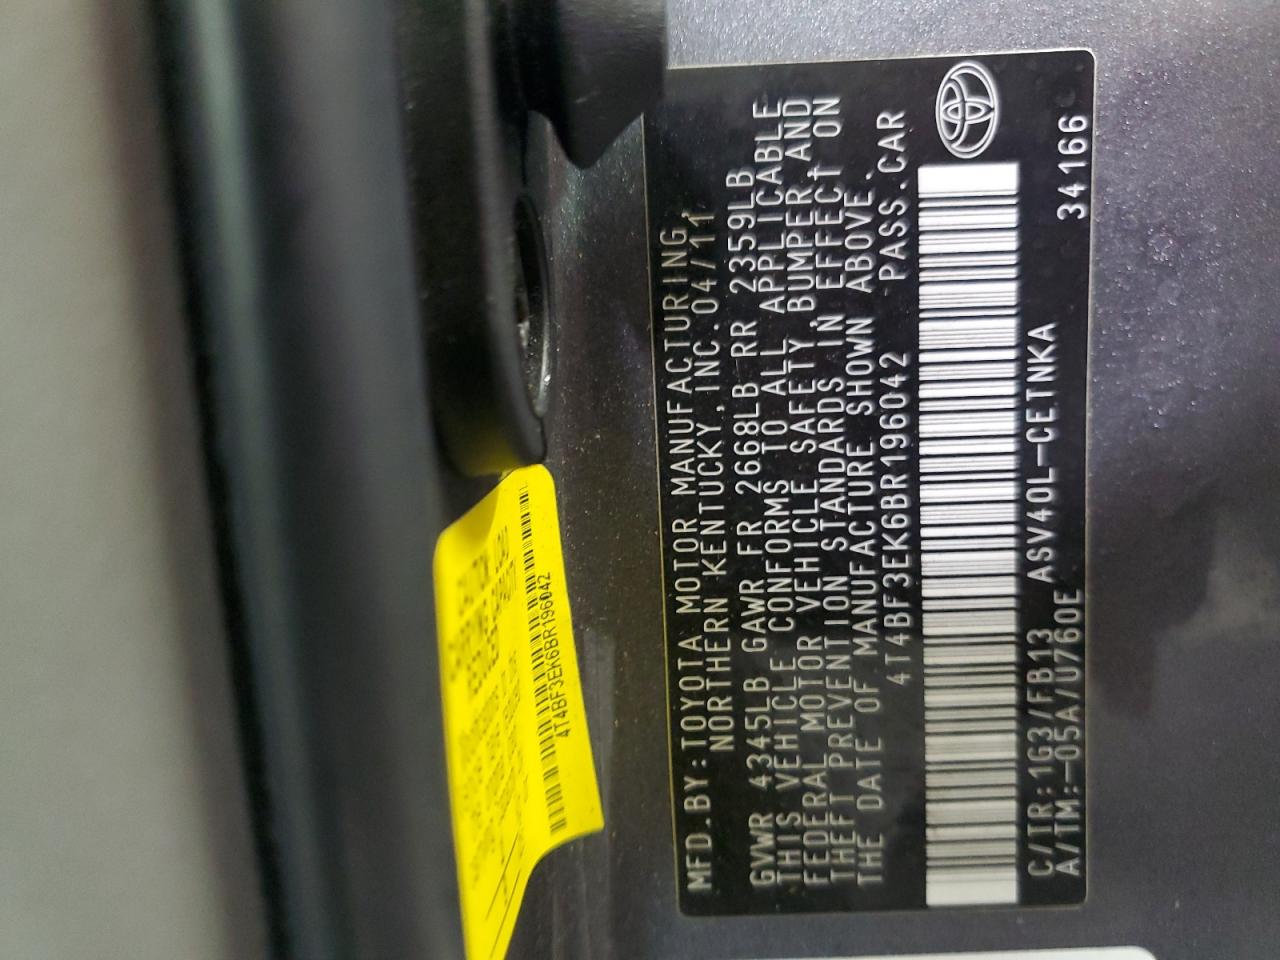 MFD.BY:TOYOTA MOTOR MANUFACTURING,
NORTHERN KENTUCKY,INC.04/11
GVWR 4345LB GAWR FR 2668LB RR 2359LB
THIS VEHICLE CONFORMS TO ALL APPLICABLE
FEDERAL MOTOR VEHICLE SAFETY,BUMPER,AND
THEFT PREVENTION STANDARDS IN EFFECT ON
THE DATE OF MANUFACTURE SHOWN ABOVE.
4T4BF3EK6BR196042 PASS.CAR
C/TR:1G3/FB13 ASV40L-CETNKA 34166
A/TM:-05A/U760E
4T4BF3EK6BR196042